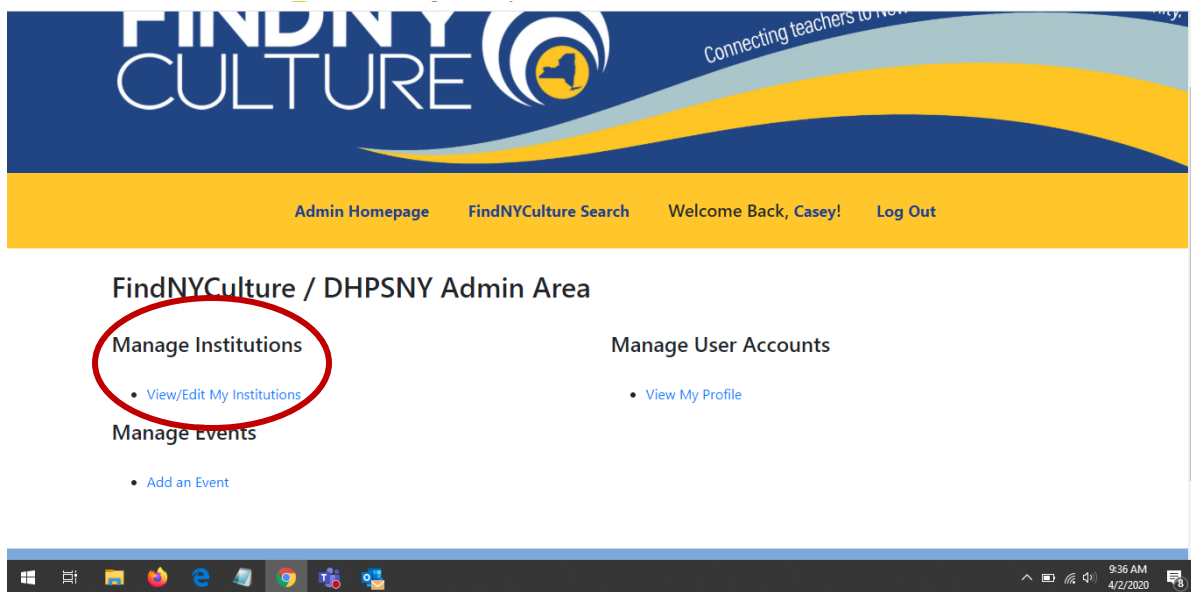 FINDNY
CULTURE
Connecting teachers to
Admin Homepage FindNYCulture Search Welcome Back, Casey! Log Out
FindNYCulture / DHPSNY Admin Area
Manage Institutions
• View/Edit My Institutions
Manage Events
• Add an Event
Manage User Accounts
• View My Profile
9:36 AM
4/2/2020
8